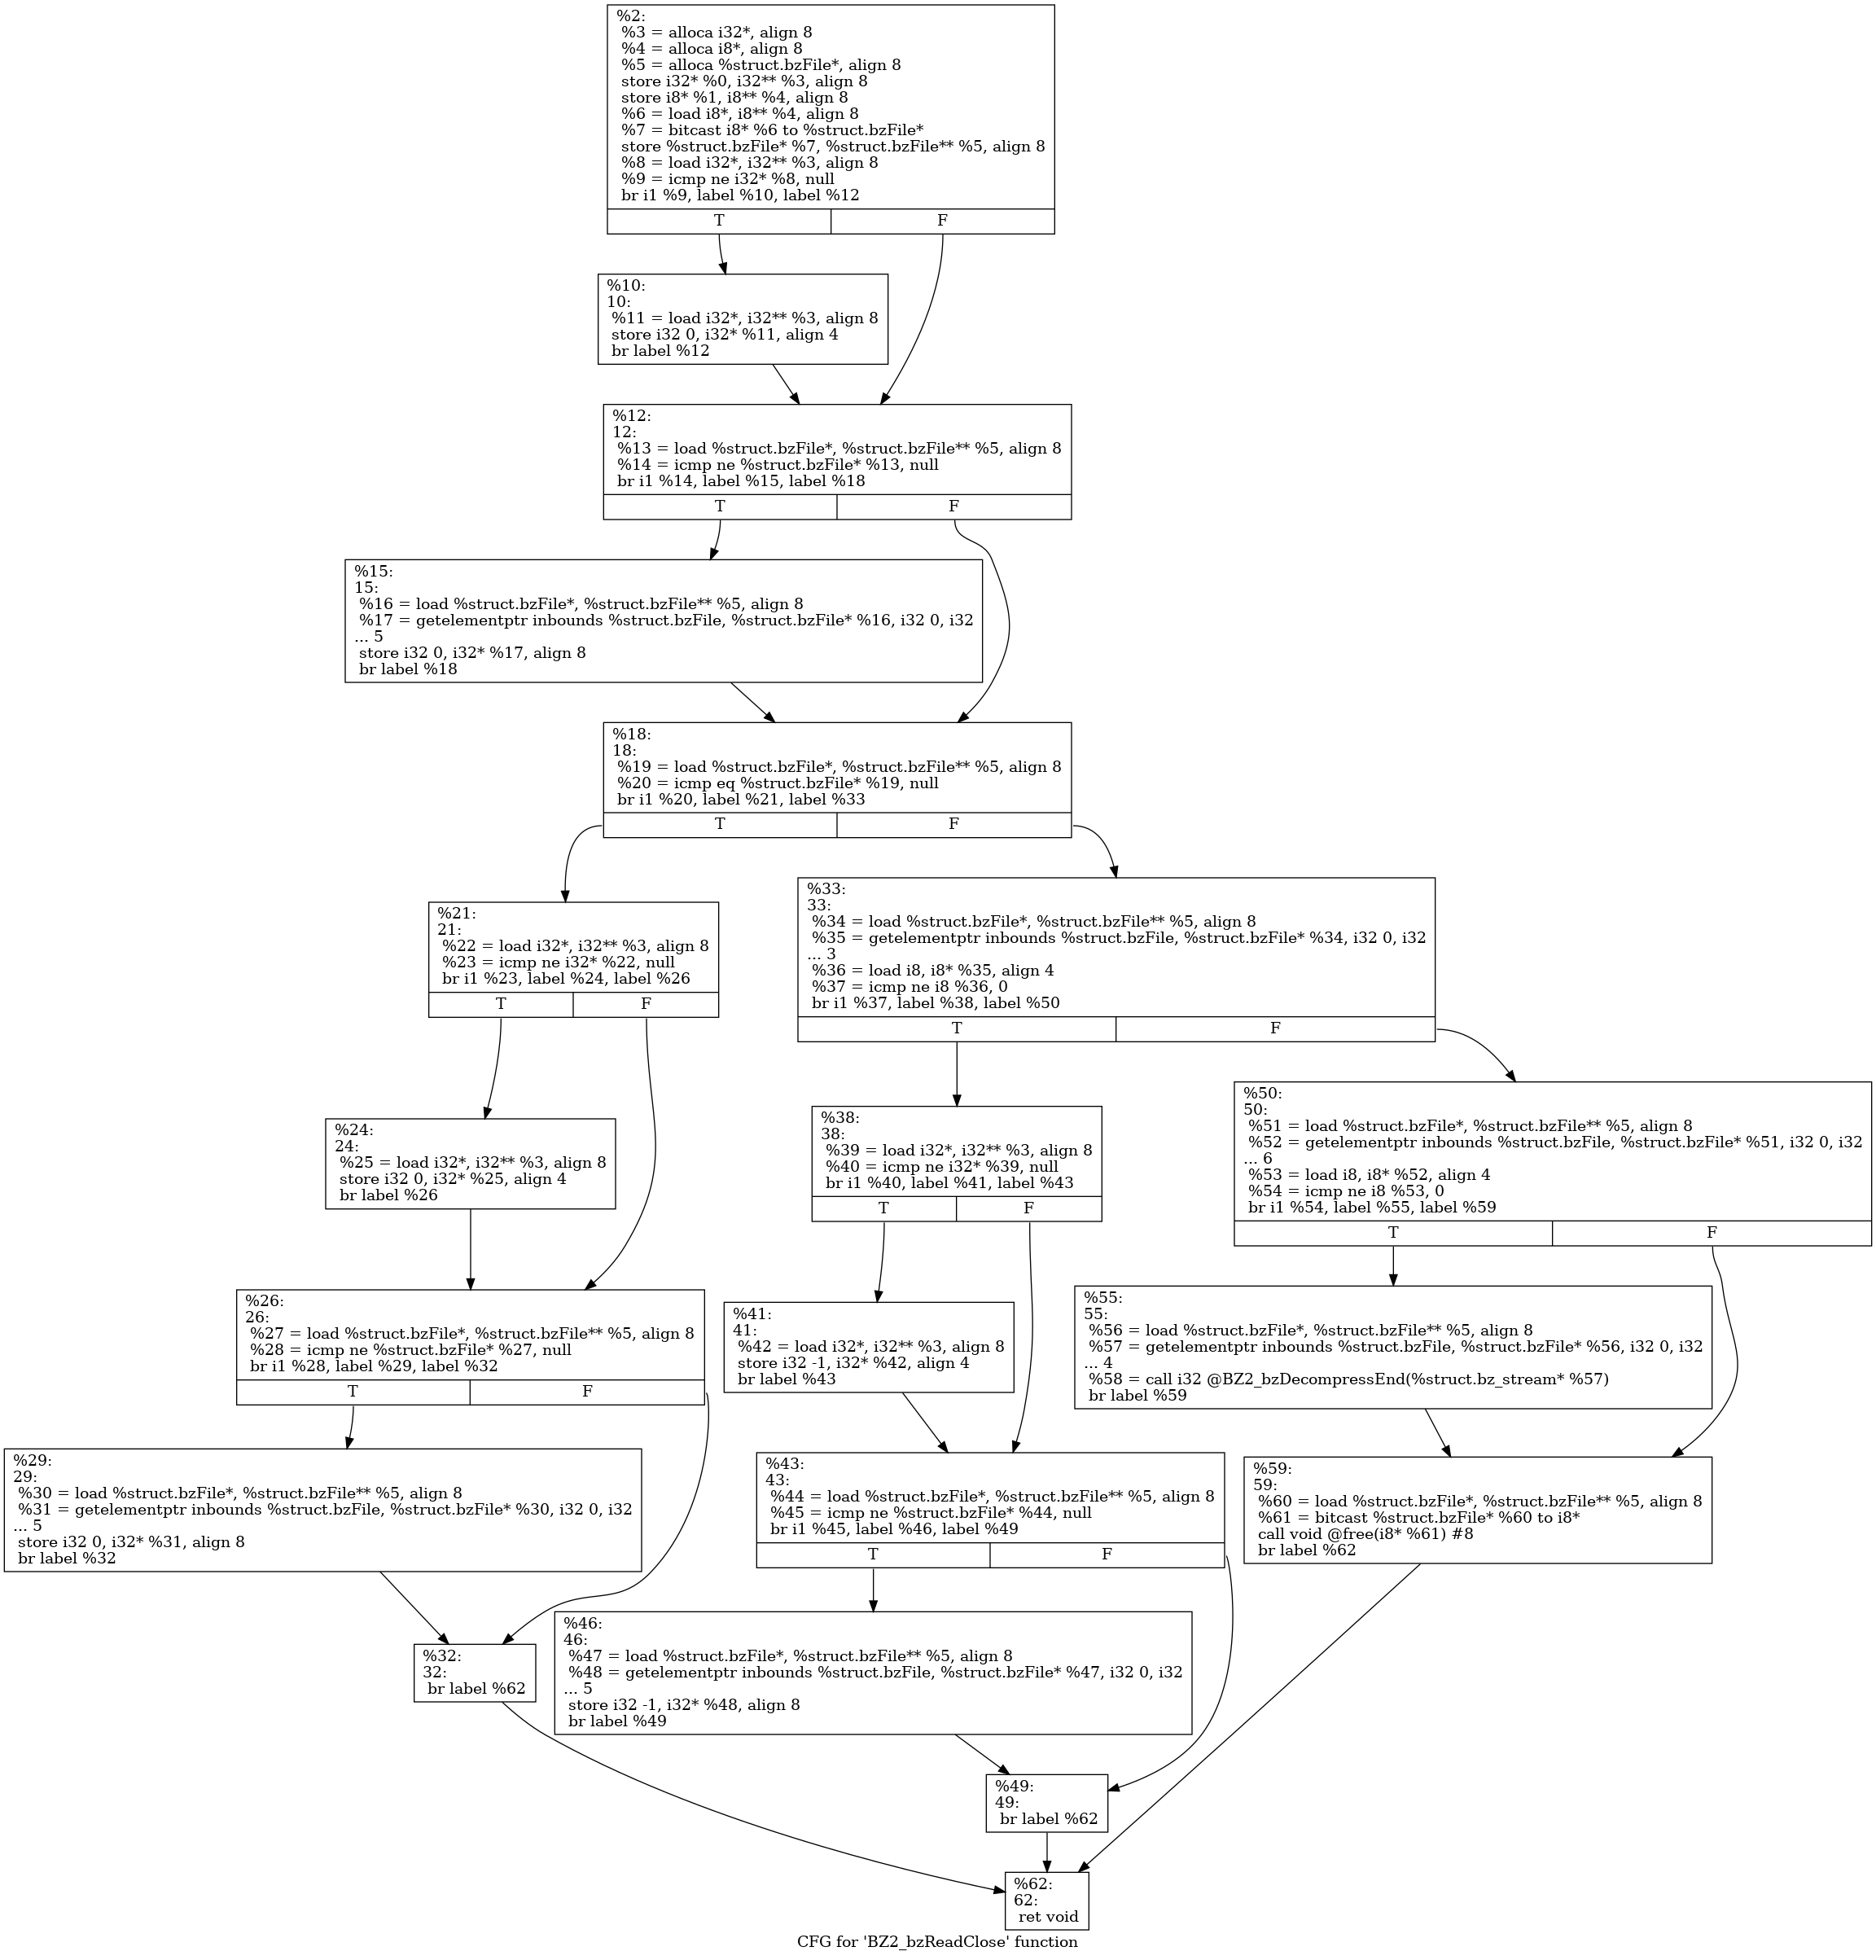 %2:
%3 = alloca i32*, align 8
%4 = alloca i8*, align 8
%5 = alloca %struct.bzFile*, align 8
store i32* %0, i32** %3, align 8
store i8* %1, i8** %4, align 8
%6 = load i8*, i8** %4, align 8
%7 = bitcast i8* %6 to %struct.bzFile*
store %struct.bzFile* %7, %struct.bzFile** %5, align 8
%8 = load i32*, i32** %3, align 8
%9 = icmp ne i32* %8, null
br i1 %9, label %10, label %12
T F
%10:
10:
%11 = load i32*, i32** %3, align 8
store i32 0, i32* %11, align 4
br label %12
%12:
12:
%13 = load %struct.bzFile*, %struct.bzFile** %5, align 8
%14 = icmp ne %struct.bzFile* %13, null
br i1 %14, label %15, label %18
T F
%15:
15:
%16 = load %struct.bzFile*, %struct.bzFile** %5, align 8
%17 = getelementptr inbounds %struct.bzFile, %struct.bzFile* %16, i32 0, i32
... 5
store i32 0, i32* %17, align 8
br label %18
%18:
18:
%19 = load %struct.bzFile*, %struct.bzFile** %5, align 8
%20 = icmp eq %struct.bzFile* %19, null
br i1 %20, label %21, label %33
T F
%21:
21:
%22 = load i32*, i32** %3, align 8
%23 = icmp ne i32* %22, null
br i1 %23, label %24, label %26
T F
%33:
33:
%34 = load %struct.bzFile*, %struct.bzFile** %5, align 8
%35 = getelementptr inbounds %struct.bzFile, %struct.bzFile* %34, i32 0, i32
... 3
%36 = load i8, i8* %35, align 4
%37 = icmp ne i8 %36, 0
br i1 %37, label %38, label %50
T F
%24:
24:
%25 = load i32*, i32** %3, align 8
store i32 0, i32* %25, align 4
br label %26
%38:
38:
%39 = load i32*, i32** %3, align 8
%40 = icmp ne i32* %39, null
br i1 %40, label %41, label %43
T F
%50:
50:
%51 = load %struct.bzFile*, %struct.bzFile** %5, align 8
%52 = getelementptr inbounds %struct.bzFile, %struct.bzFile* %51, i32 0, i32
... 6
%53 = load i8, i8* %52, align 4
%54 = icmp ne i8 %53, 0
br i1 %54, label %55, label %59
T F
%26:
26:
%27 = load %struct.bzFile*, %struct.bzFile** %5, align 8
%28 = icmp ne %struct.bzFile* %27, null
br i1 %28, label %29, label %32
T F
%41:
41:
%42 = load i32*, i32** %3, align 8
store i32 -1, i32* %42, align 4
br label %43
%55:
55:
%56 = load %struct.bzFile*, %struct.bzFile** %5, align 8
%57 = getelementptr inbounds %struct.bzFile, %struct.bzFile* %56, i32 0, i32
... 4
%58 = call i32 @BZ2_bzDecompressEnd(%struct.bz_stream* %57)
br label %59
%29:
29:
%30 = load %struct.bzFile*, %struct.bzFile** %5, align 8
%31 = getelementptr inbounds %struct.bzFile, %struct.bzFile* %30, i32 0, i32
... 5
store i32 0, i32* %31, align 8
br label %32
%43:
43:
%44 = load %struct.bzFile*, %struct.bzFile** %5, align 8
%45 = icmp ne %struct.bzFile* %44, null
br i1 %45, label %46, label %49
T F
%59:
59:
%60 = load %struct.bzFile*, %struct.bzFile** %5, align 8
%61 = bitcast %struct.bzFile* %60 to i8*
call void @free(i8* %61) #8
br label %62
%32:
32:
br label %62
%46:
46:
%47 = load %struct.bzFile*, %struct.bzFile** %5, align 8
%48 = getelementptr inbounds %struct.bzFile, %struct.bzFile* %47, i32 0, i32
... 5
store i32 -1, i32* %48, align 8
br label %49
%49:
49:
br label %62
%62:
62:
ret void
CFG for 'BZ2_bzReadClose' function